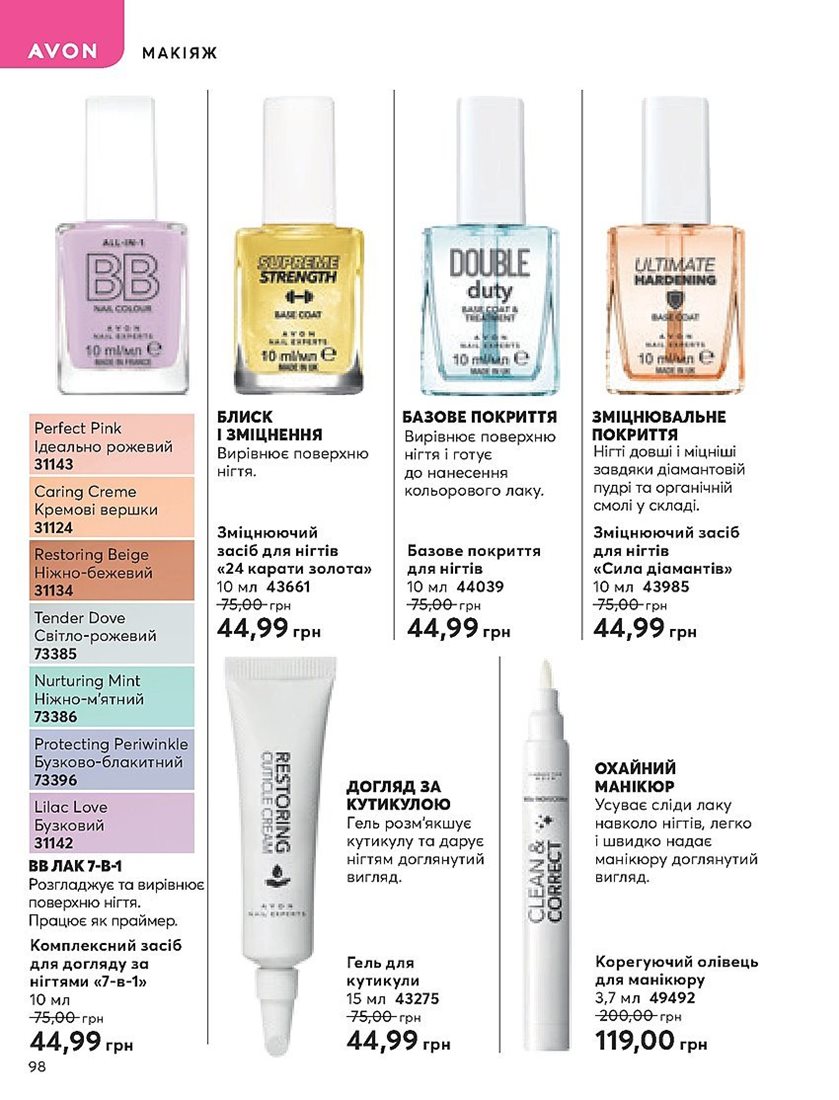 AVON
МАКІЯЖ
ALL-IN-1
BB
NAIL COLOUR
AVON
NAIL EXPERTS
10 ml/мл
MADE IN FRANCE
SUPREME
STRENGTH
BASE COAT
AVON
NAIL EXPERTS
10 ml/мл
MADE IN UK
DOUBLE
duty
BASE COAT &
TREATMENT
AVON
NAIL EXPERTS
10 ml/мл
MADE IN UK
ULTIMATE
HARDENING
BASE COAT
AVON
NAIL EXPERTS
10 ml/мл
MADE IN UK
Perfect Pink
Ідеально рожевий
31143
Caring Creme
Кремові вершки
31124
Restoring Beige
Ніжно-бежевий
31134
Tender Dove
Світло-рожевий
73385
Nurturing Mint
Ніжно-м'ятний
73386
Protecting Periwinkle
Бузково-блакитний
73396
Lilac Love
Бузковий
31142
BB ЛАК 7-В-1
Розгладжує та вирівнює
поверхню нігтя.
Працює як праймер.
Комплексний засіб
для догляду за
нігтями «7-в-1»
10 мл
75,00 грн
44,99 грн
БЛИСК
І ЗМІЦНЕННЯ
Вирівнює поверхню
нігтя.
Зміцнюючий
засіб для нігтів
«24 карати золота»
10 мл 43661
75,00 грн
44,99 грн
БАЗОВЕ ПОКРИТТЯ
Вирівнює поверхню
нігтя і готує
до нанесення
кольорового лаку.
Базове покриття
для нігтів
10 мл 44039
75,00 грн
44,99 грн
ЗМІЦНЮВАЛЬНЕ
ПОКРИТТЯ
Нігті довші і міцніші
завдяки діамантовій
пудрі та органічній
смолі у складі.
Зміцнюючий засіб
для нігтів
«Сила діамантів»
10 мл 43985
75,00 грн
44,99 грн
RESTORING
CUTICLE CREAM
AVON
NAIL EXPERTS
ДОГЛЯД ЗА
КУТИКУЛОЮ
Гель розм'якшує
кутикулу та дарує
нігтям доглянутий
вигляд.
Гель для
кутикули
15 мл 43275
75,00 грн
44,99 грн
CLEAN &
CORRECT
ОХАЙНИЙ
МАНІКЮР
Усуває сліди лаку
навколо нігтів, легко
і швидко надає
манікюру доглянутий
вигляд.
Корегуючий олівець
для манікюру
3,7 мл 49492
200,00 грн
119,00 грн
98